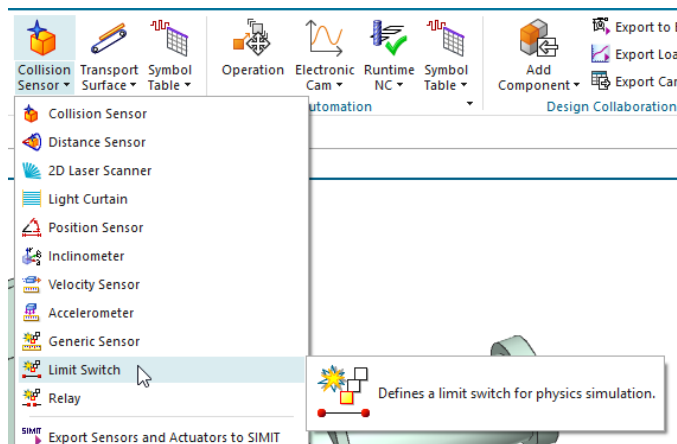 Collision Sensor
Transport Surface
Symbol Table
Operation
Electronic Cam
Runtime NC
Symbol Table
Add Component
Export to
Export Loa
Export Car
utomation
Design Collaboration
Collision Sensor
Distance Sensor
2D Laser Scanner
Light Curtain
Position Sensor
Inclinometer
Velocity Sensor
Accelerometer
Generic Sensor
Limit Switch
Defines a limit switch for physics simulation.
Relay
SIMIT
Export Sensors and Actuators to SIMIT